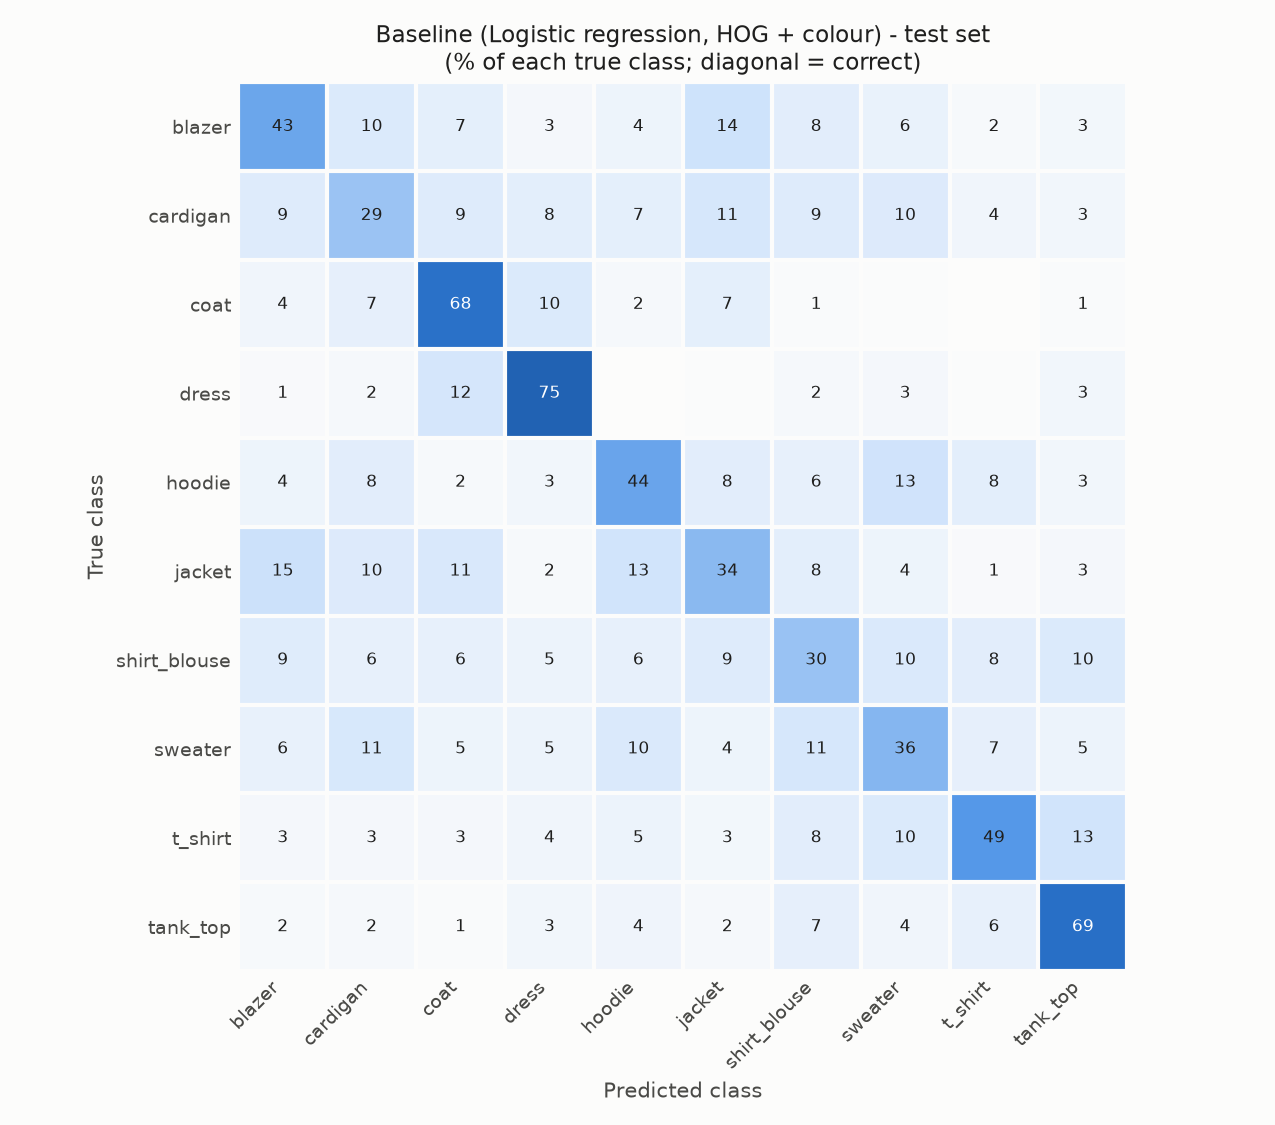 Baseline (Logistic regression, HOG + colour) - test set
(% of each true class; diagonal = correct)
blazer 43 10 7 3 4 14 8 6 2 3
cardigan 9 29 9 8 7 11 9 10 4 3
coat 4 7 68 10 2 7 1 1
dress 1 2 12 75 2 3 3
hoodie 4 8 2 3 44 8 6 13 8 3
jacket 15 10 11 2 13 34 8 4 1 3
shirt_blouse 9 6 6 5 6 9 30 10 8 10
sweater 6 11 5 5 10 4 11 36 7 5
t_shirt 3 3 3 4 5 3 8 10 49 13
tank_top 2 2 1 3 4 2 7 4 6 69
True class
blazer cardigan coat dress hoodie jacket shirt_blouse sweater t_shirt tank_top
Predicted class